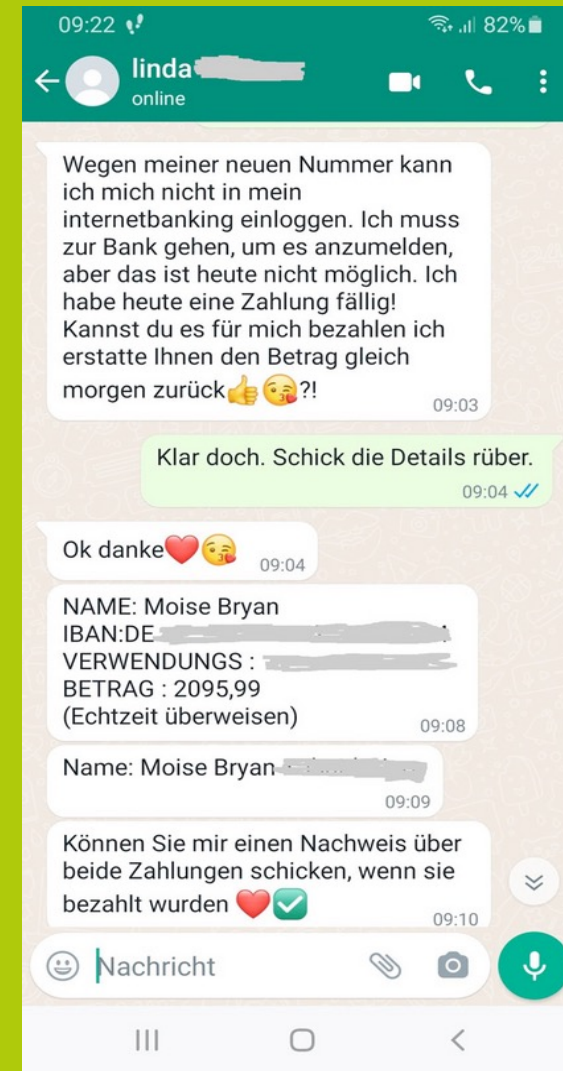 09:22 82%
linda
online
Wegen meiner neuen Nummer kann
ich mich nicht in mein
internetbanking einloggen. Ich muss
zur Bank gehen, um es anzumelden,
aber das ist heute nicht möglich. Ich
habe heute eine Zahlung fällig!
Kannst du es für mich bezahlen ich
erstatte Ihnen den Betrag gleich
morgen zurück👍😘?!
09:03
Klar doch. Schick die Details rüber.
09:04
Ok danke❤️😘 09:04
NAME: Moise Bryan
IBAN:DE
VERWENDUNGS :
BETRAG : 2095,99
(Echtzeit überweisen)
09:08
Name: Moise Bryan
09:09
Können Sie mir einen Nachweis über
beide Zahlungen schicken, wenn sie
bezahlt wurden ❤️✅
09:10
Nachricht